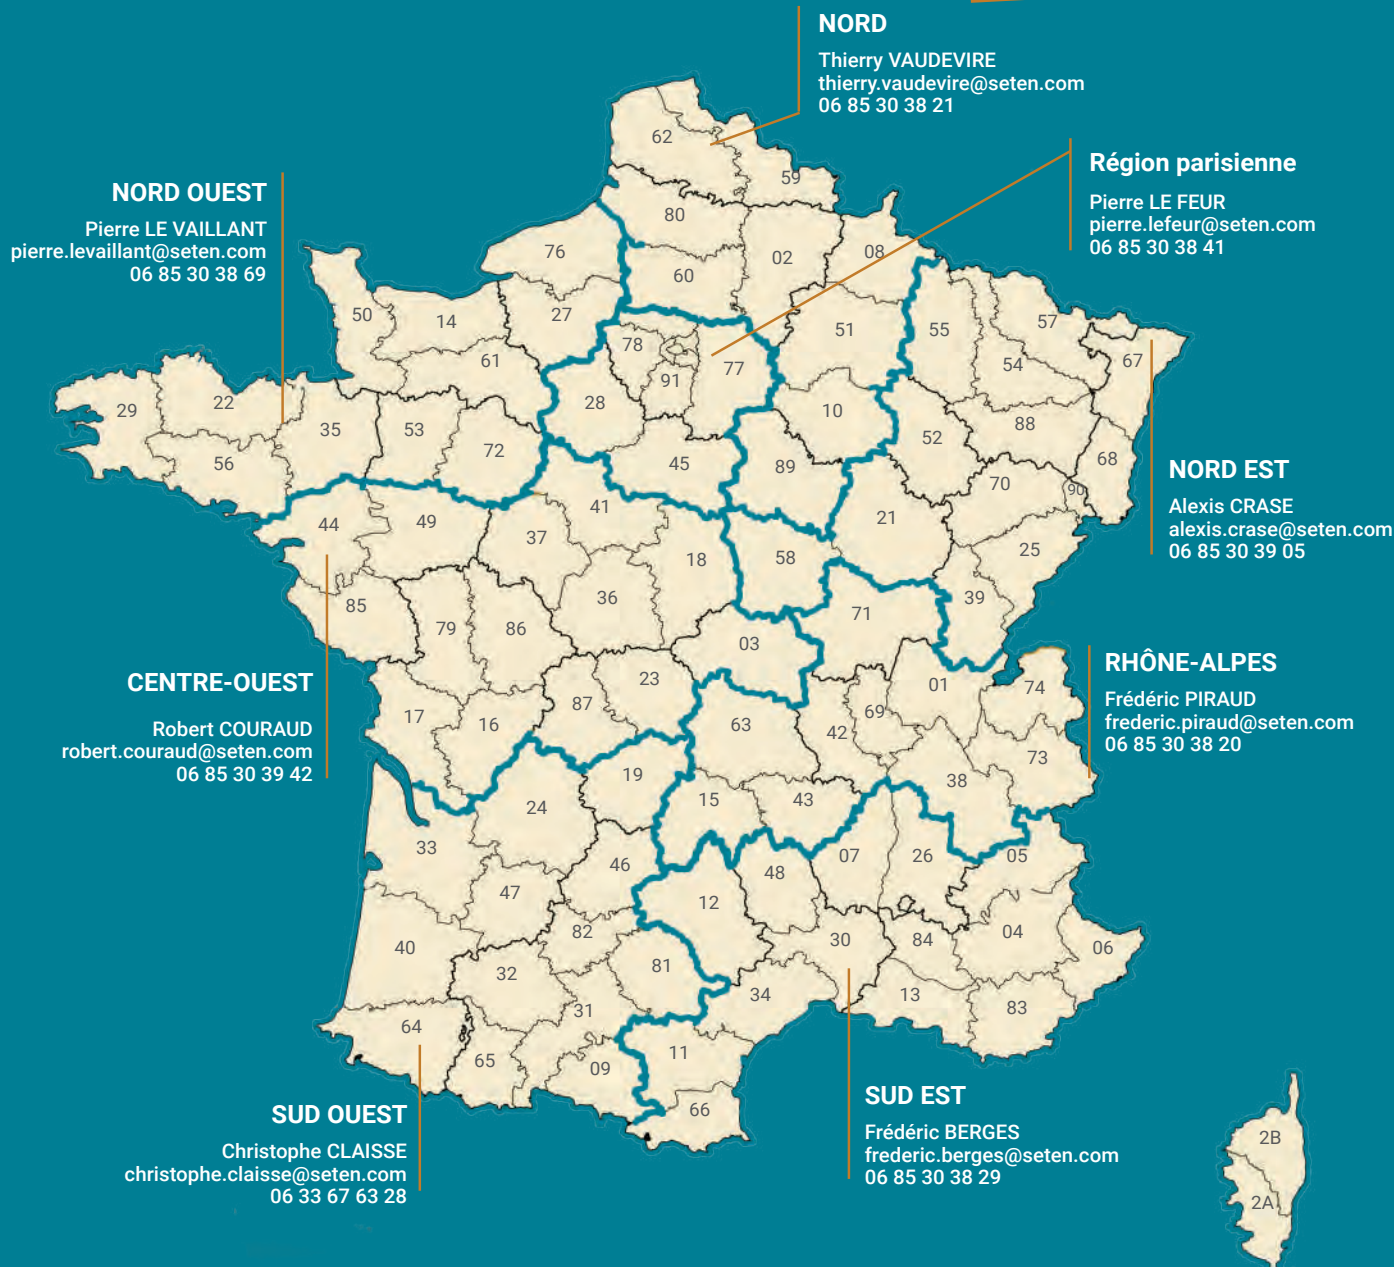 NORD
Thierry VAUDEVIRE
thierry.vaudevire@seten.com
06 85 30 38 21
Région parisienne
Pierre LE FEUR
pierre.lefeur@seten.com
06 85 30 38 41
NORD OUEST
Pierre LE VAILLANT
pierre.levaillant@seten.com
06 85 30 38 69
NORD EST
Alexis CRASE
alexis.crase@seten.com
06 85 30 39 05
CENTRE-OUEST
Robert COURAUD
robert.couraud@seten.com
06 85 30 39 42
RHÔNE-ALPES
Frédéric PIRAUD
frederic.piraud@seten.com
06 85 30 38 20
SUD OUEST
Christophe CLAISSE
christophe.claisse@seten.com
06 33 67 63 28
SUD EST
Frédéric BERGES
frederic.berges@seten.com
06 85 30 38 29
62
59
80
76
60
02
08
50
14
27
78
91
77
51
55
57
54
67
61
28
10
52
88
68
29
22
56
35
53
72
45
89
70
90
44
49
37
41
18
58
21
25
39
85
79
86
36
03
71
01
74
17
16
87
23
63
42
69
38
73
33
24
19
15
43
07
26
05
47
46
12
48
40
32
82
81
30
84
04
06
64
65
31
09
34
11
66
13
83
2B
2A